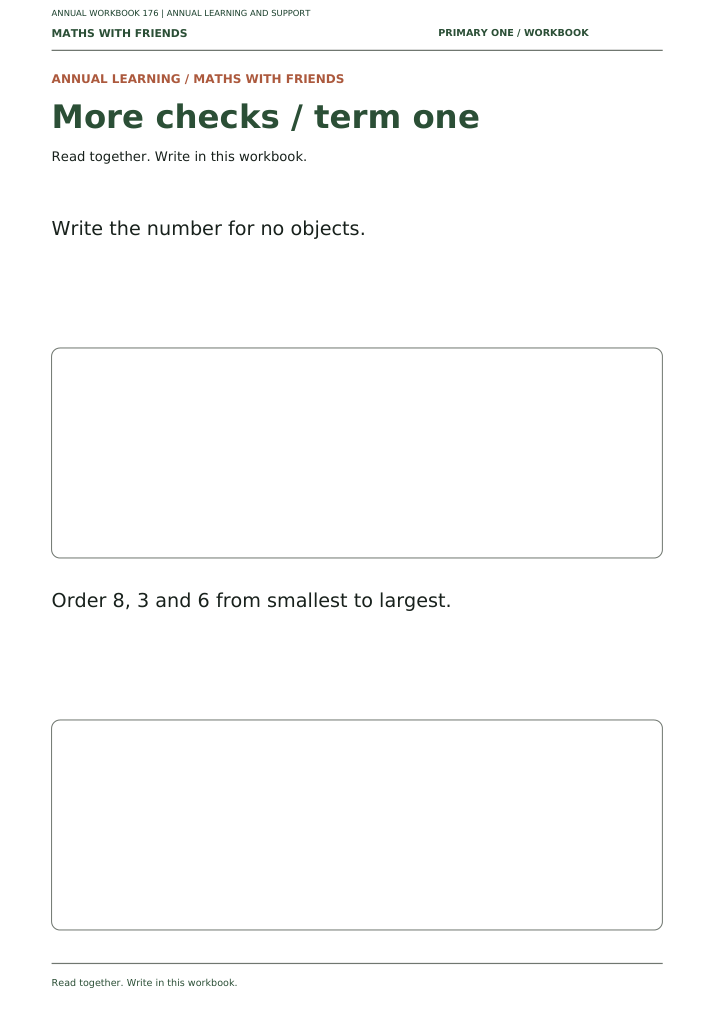 ANNUAL WORKBOOK 176 | ANNUAL LEARNING AND SUPPORT
MATHS WITH FRIENDS
PRIMARY ONE / WORKBOOK
ANNUAL LEARNING / MATHS WITH FRIENDS
More checks / term one
Read together. Write in this workbook.
Write the number for no objects.
Order 8, 3 and 6 from smallest to largest.
Read together. Write in this workbook.